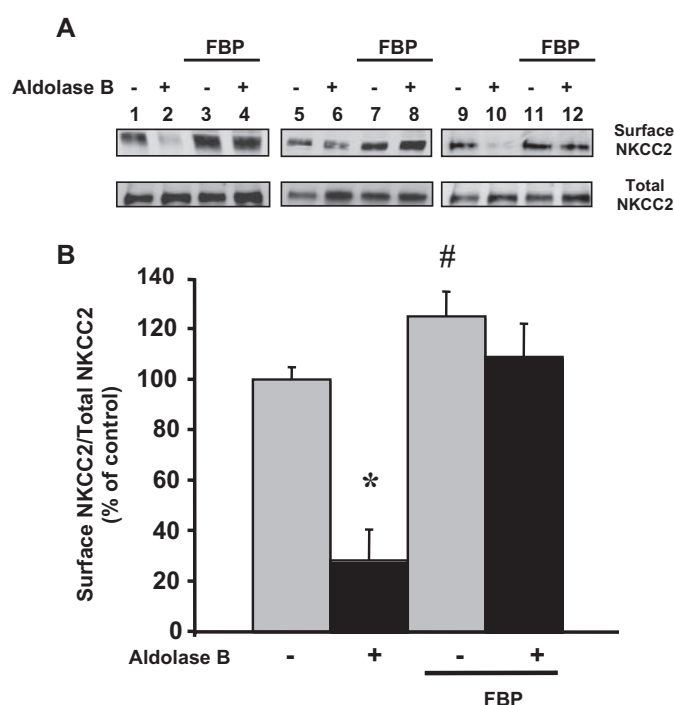 A
FBP FBP FBP
Aldolase B - + - + - + - + - + - +
1 2 3 4 5 6 7 8 9 10 11 12
Surface
NKCC2
Total
NKCC2
B
Surface NKCC2/Total NKCC2
(% of control)
140
120
100
80
60
40
20
0
#
*
Aldolase B - + - +
FBP